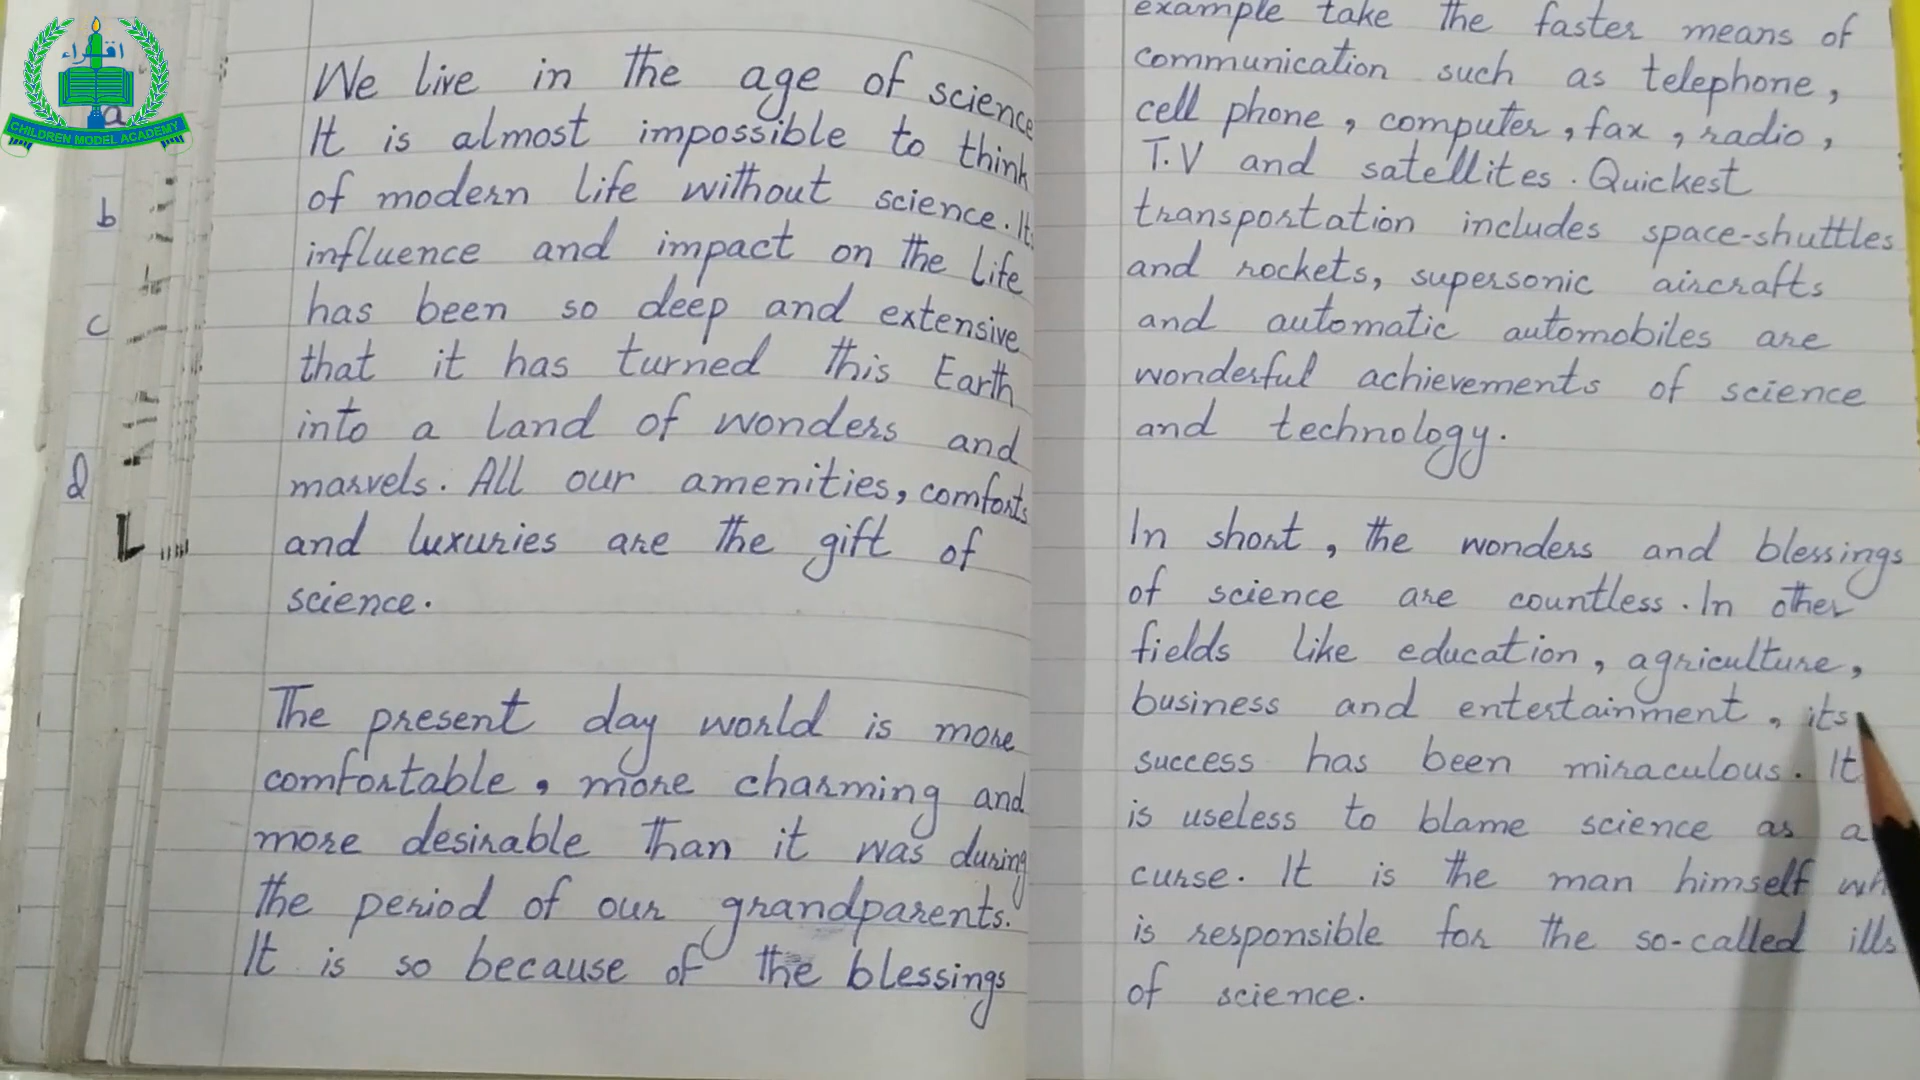 اقراء
CHILDREN MODEL ACADEMY
a
b
c
d
We live in the age of science
It is almost impossible to think
of modern life without science. Its
influence and impact on the life
has been so deep and extensive
that it has turned this Earth
into a land of wonders and
marvels. All our amenities, comforts
and luxuries are the gift of
science.
The present day world is more
comfortable, more charming and
more desirable than it was during
the period of our grandparents.
It is so because of the blessings
example take the faster means of
communication such as telephone,
cell phone, computer, fax, radio,
T.V and satellites. Quickest
transportation includes space-shuttles
and rockets, supersonic aircrafts
and automatic automobiles are
wonderful achievements of science
and technology.
In short, the wonders and blessings
of science are countless. In other
fields like education, agriculture,
business and entertainment, its
success has been miraculous. It
is useless to blame science as a
curse. It is the man himself
is responsible for the so-called ills
of science.